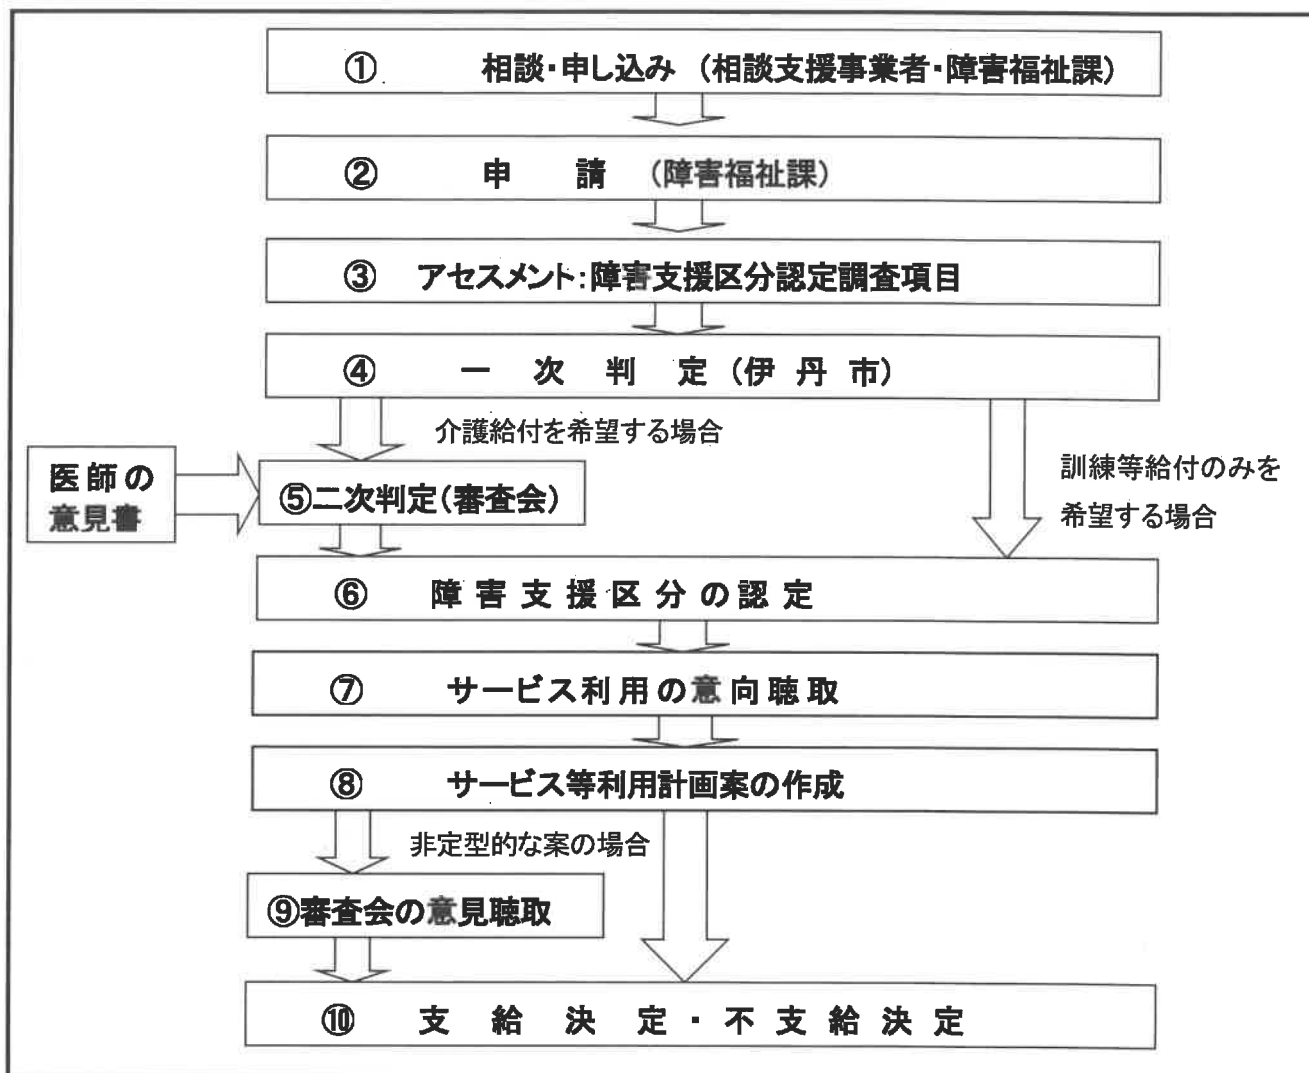 ① 相談・申し込み（相談支援事業者・障害福祉課）
② 申 請 （障害福祉課）
③ アセスメント：障害支援区分認定調査項目
④ 一 次 判 定（伊 丹 市）
介護給付を希望する場合
訓練等給付のみを
希望する場合
医師の
意見書
⑤二次判定（審査会）
⑥ 障害支援区分の認定
⑦ サービス利用の意向聴取
⑧ サービス等利用計画案の作成
非定型的な案の場合
⑨審査会の意見聴取
⑩ 支 給 決 定 ・ 不 支 給 決 定